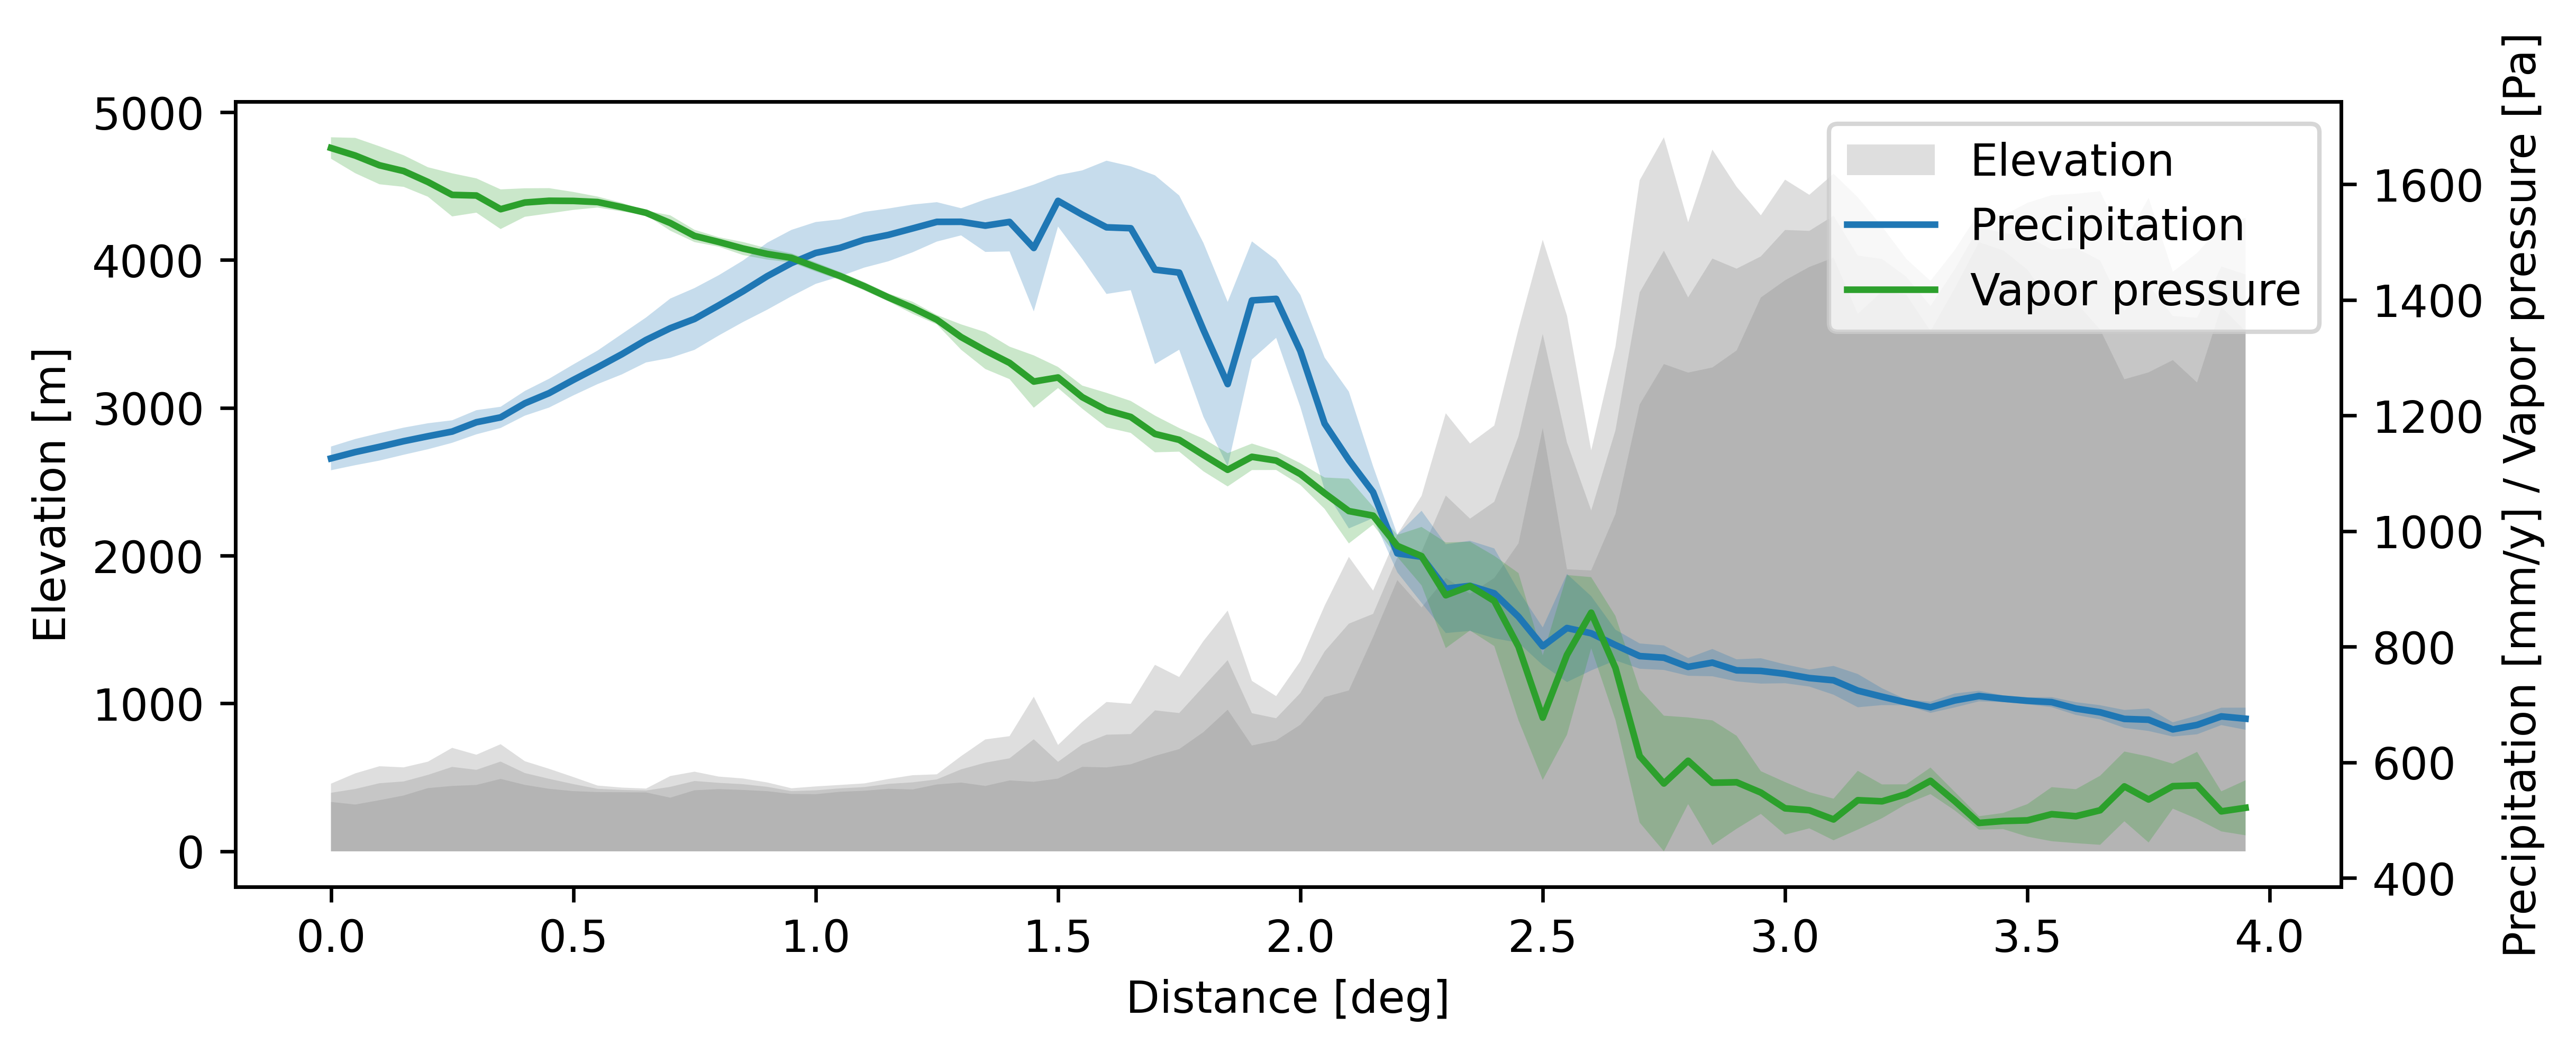 5000
4000
3000
2000
1000
0
Elevation [m]
0.0 0.5 1.0 1.5 2.0 2.5 3.0 3.5 4.0
Distance [deg]
1600
1400
1200
1000
800
600
400
Precipitation [mm/y] / Vapor pressure [Pa]
Elevation
Precipitation
Vapor pressure